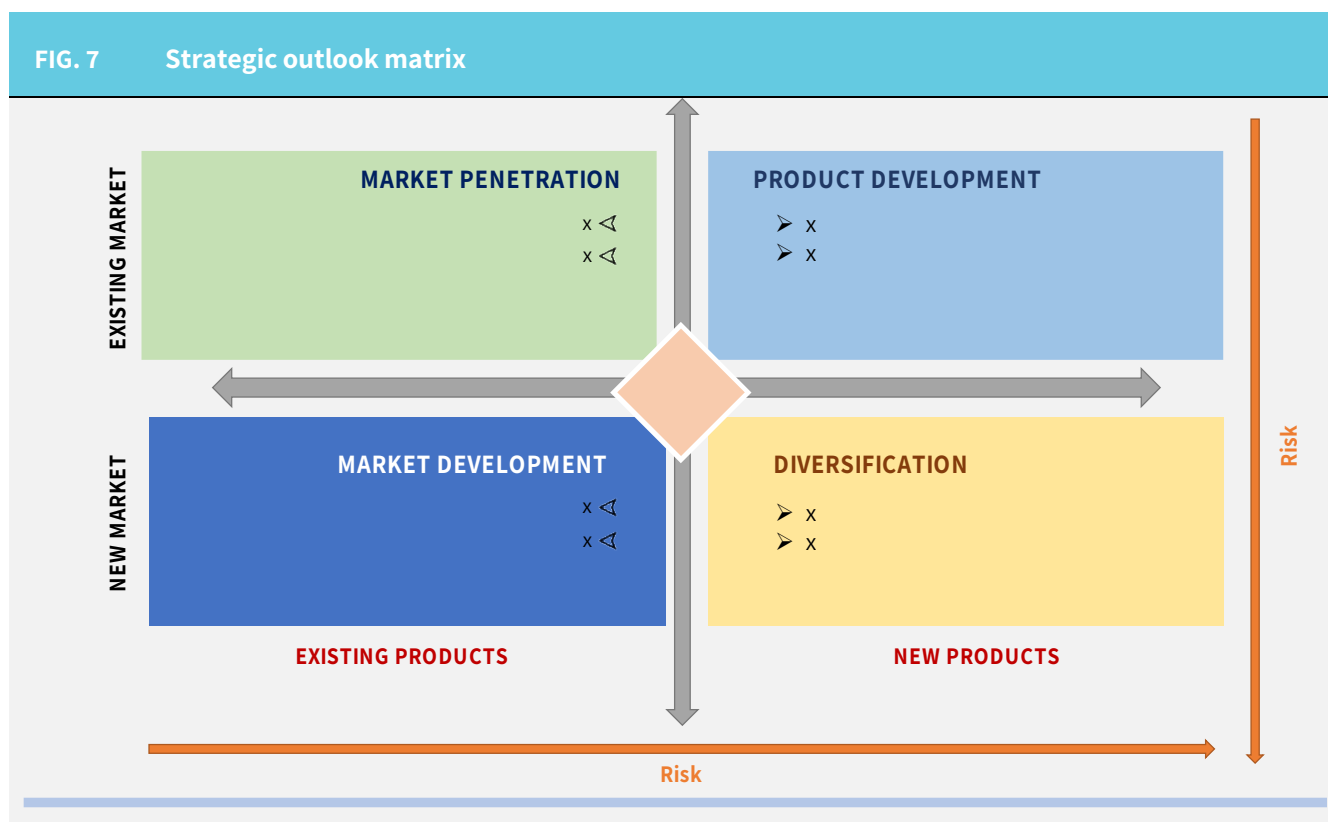 FIG. 7 Strategic outlook matrix
EXISTING MARKET
MARKET PENETRATION
x
x
PRODUCT DEVELOPMENT
x
x
NEW MARKET
MARKET DEVELOPMENT
x
x
DIVERSIFICATION
x
x
EXISTING PRODUCTS
NEW PRODUCTS
Risk
Risk